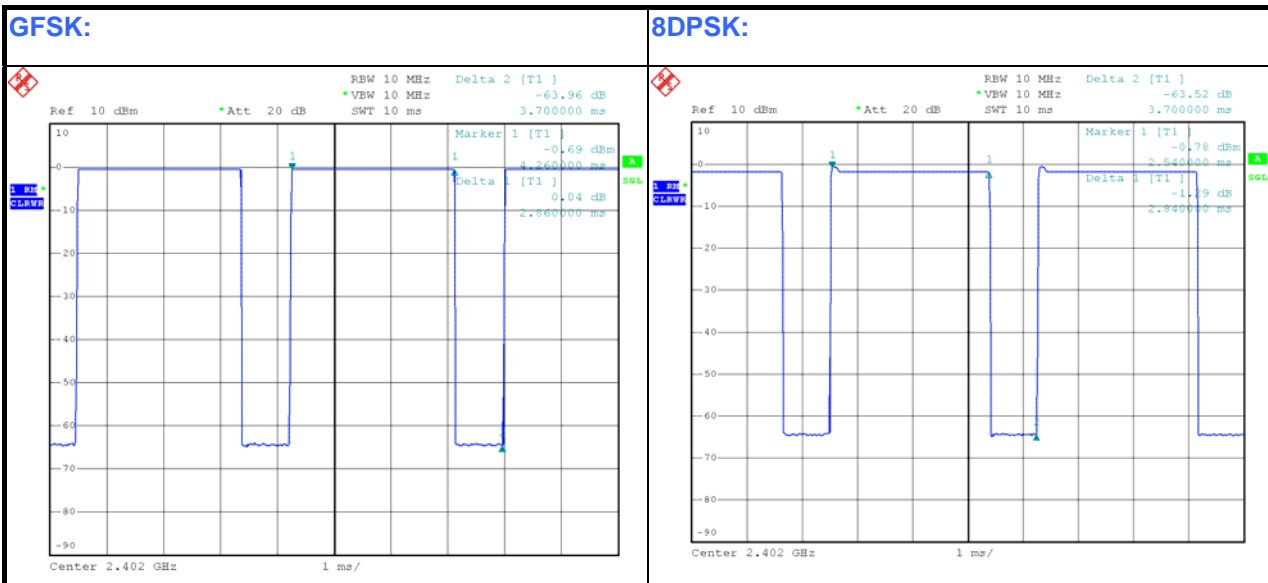 GFSK:
8DPSK:
RBW 10 MHz Delta 2 [T1 ]
*VBW 10 MHz -63.96 dB
Ref 10 dBm *Att 20 dB SWT 10 ms 3.700000 ms
10
Marker 1 [T1 ]
-0.69 dBm
1 1
0 4.260000 ms A
Delta 1 [T1 ] SGL
1 RM *
0.04 dB
CLRWR
-10 2.860000 ms
-20
-30
-40
-50
-60
-70
-80
-90
Center 2.402 GHz 1 ms/
RBW 10 MHz Delta 2 [T1 ]
*VBW 10 MHz -63.52 dB
Ref 10 dBm *Att 20 dB SWT 10 ms 3.700000 ms
10
Marker 1 [T1 ]
-0.78 dBm
1 1
0 2.540000 ms A
Delta 1 [T1 ] SGL
1 RM *
-1.29 dB
CLRWR
-10 2.840000 ms
-20
-30
-40
-50
-60
-70
-80
-90
Center 2.402 GHz 1 ms/